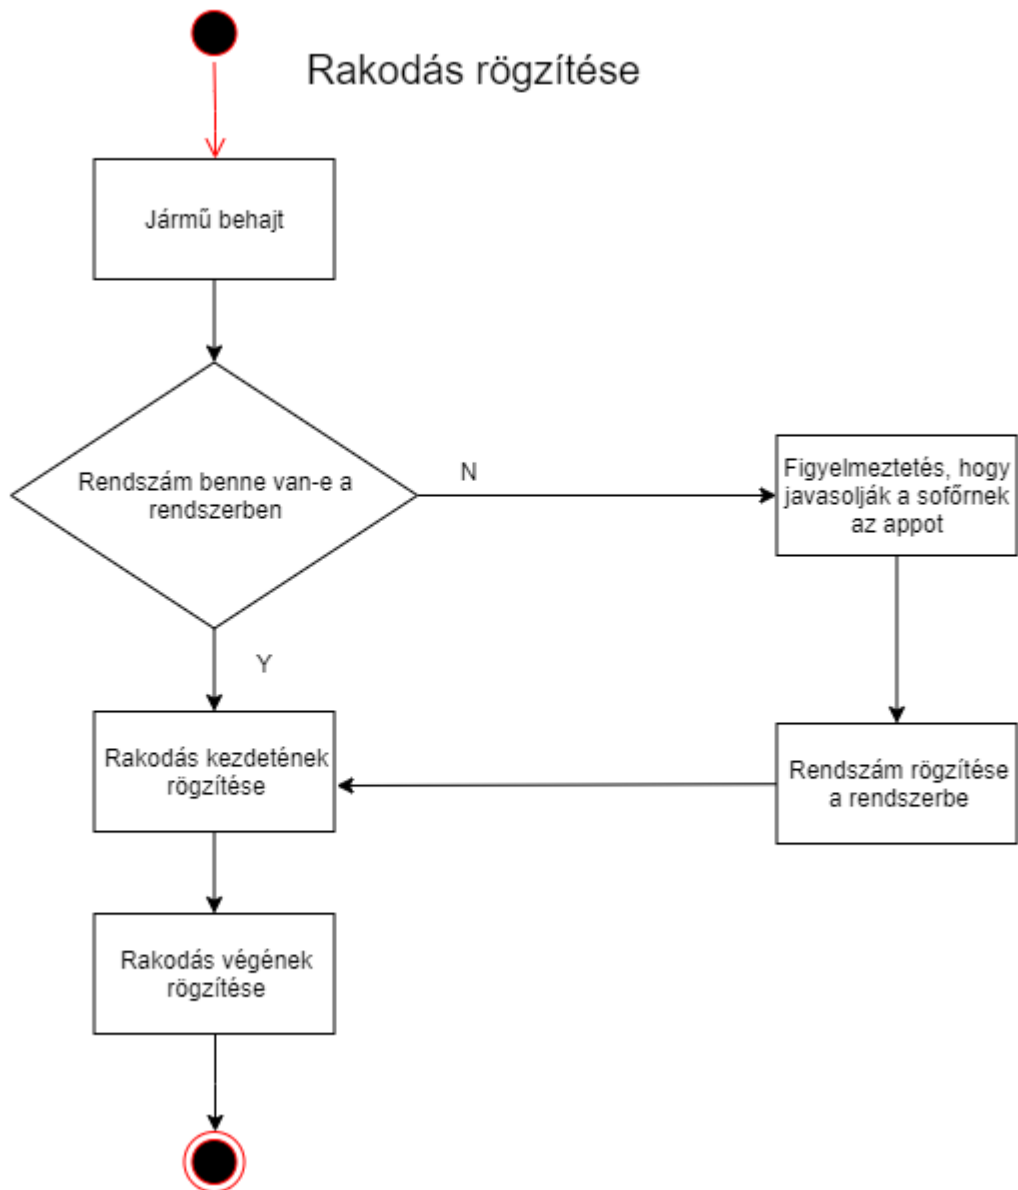 Rakodás rögzítése
Jármű behajt
Rendszám benne van-e a
rendszerben
N
Figyelmeztetés, hogy
javasolják a sofőrnek
az appot
Y
Rakodás kezdetének
rögzítése
Rendszám rögzítése
a rendszerbe
Rakodás végének
rögzítése